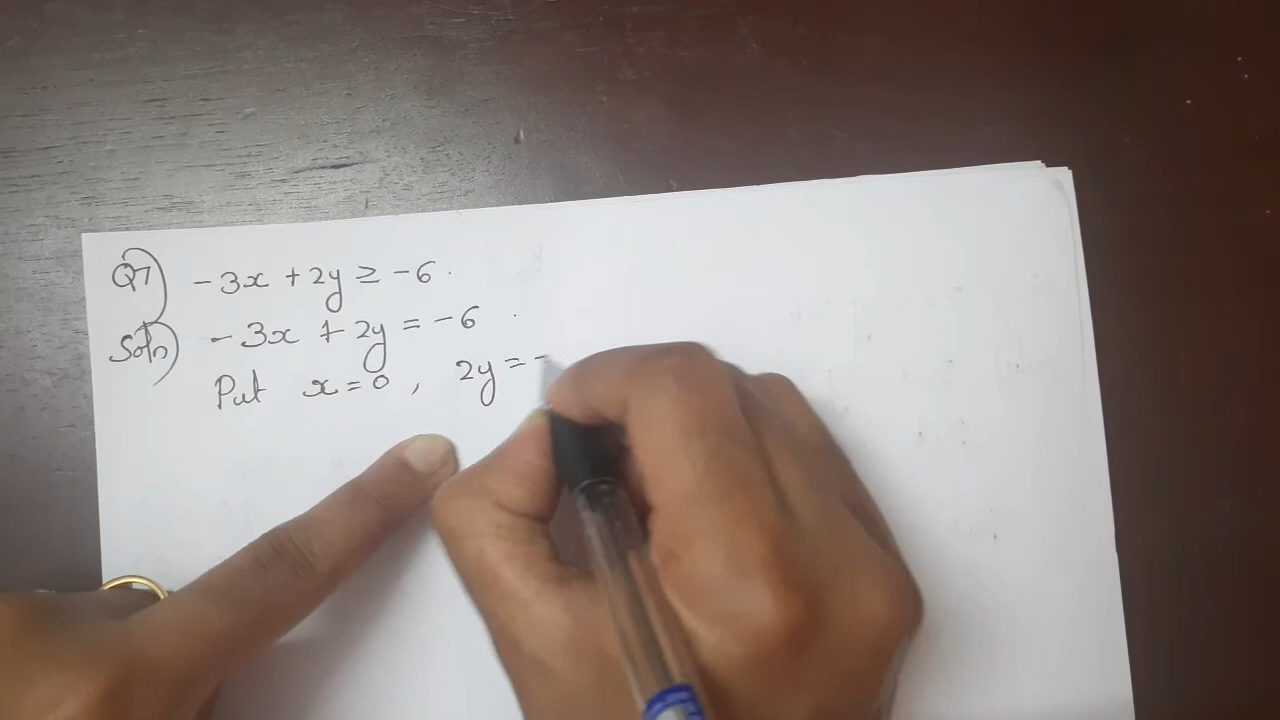 Q7) -3x + 2y ≥ -6.
Soln) -3x + 2y = -6.
Put x = 0, 2y = -